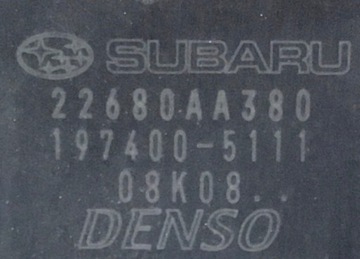 SUBARU
22680AA380
197400-5111
08K08..
DENSO